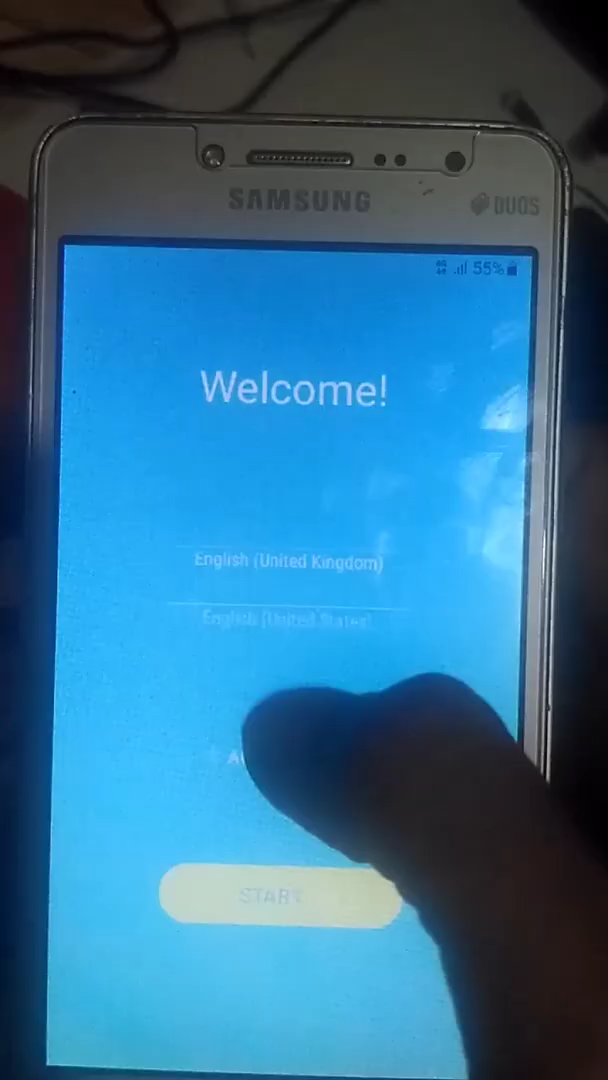 SAMSUNG
DUOS
55%
Welcome!
English (United Kingdom)
English (United States)
START